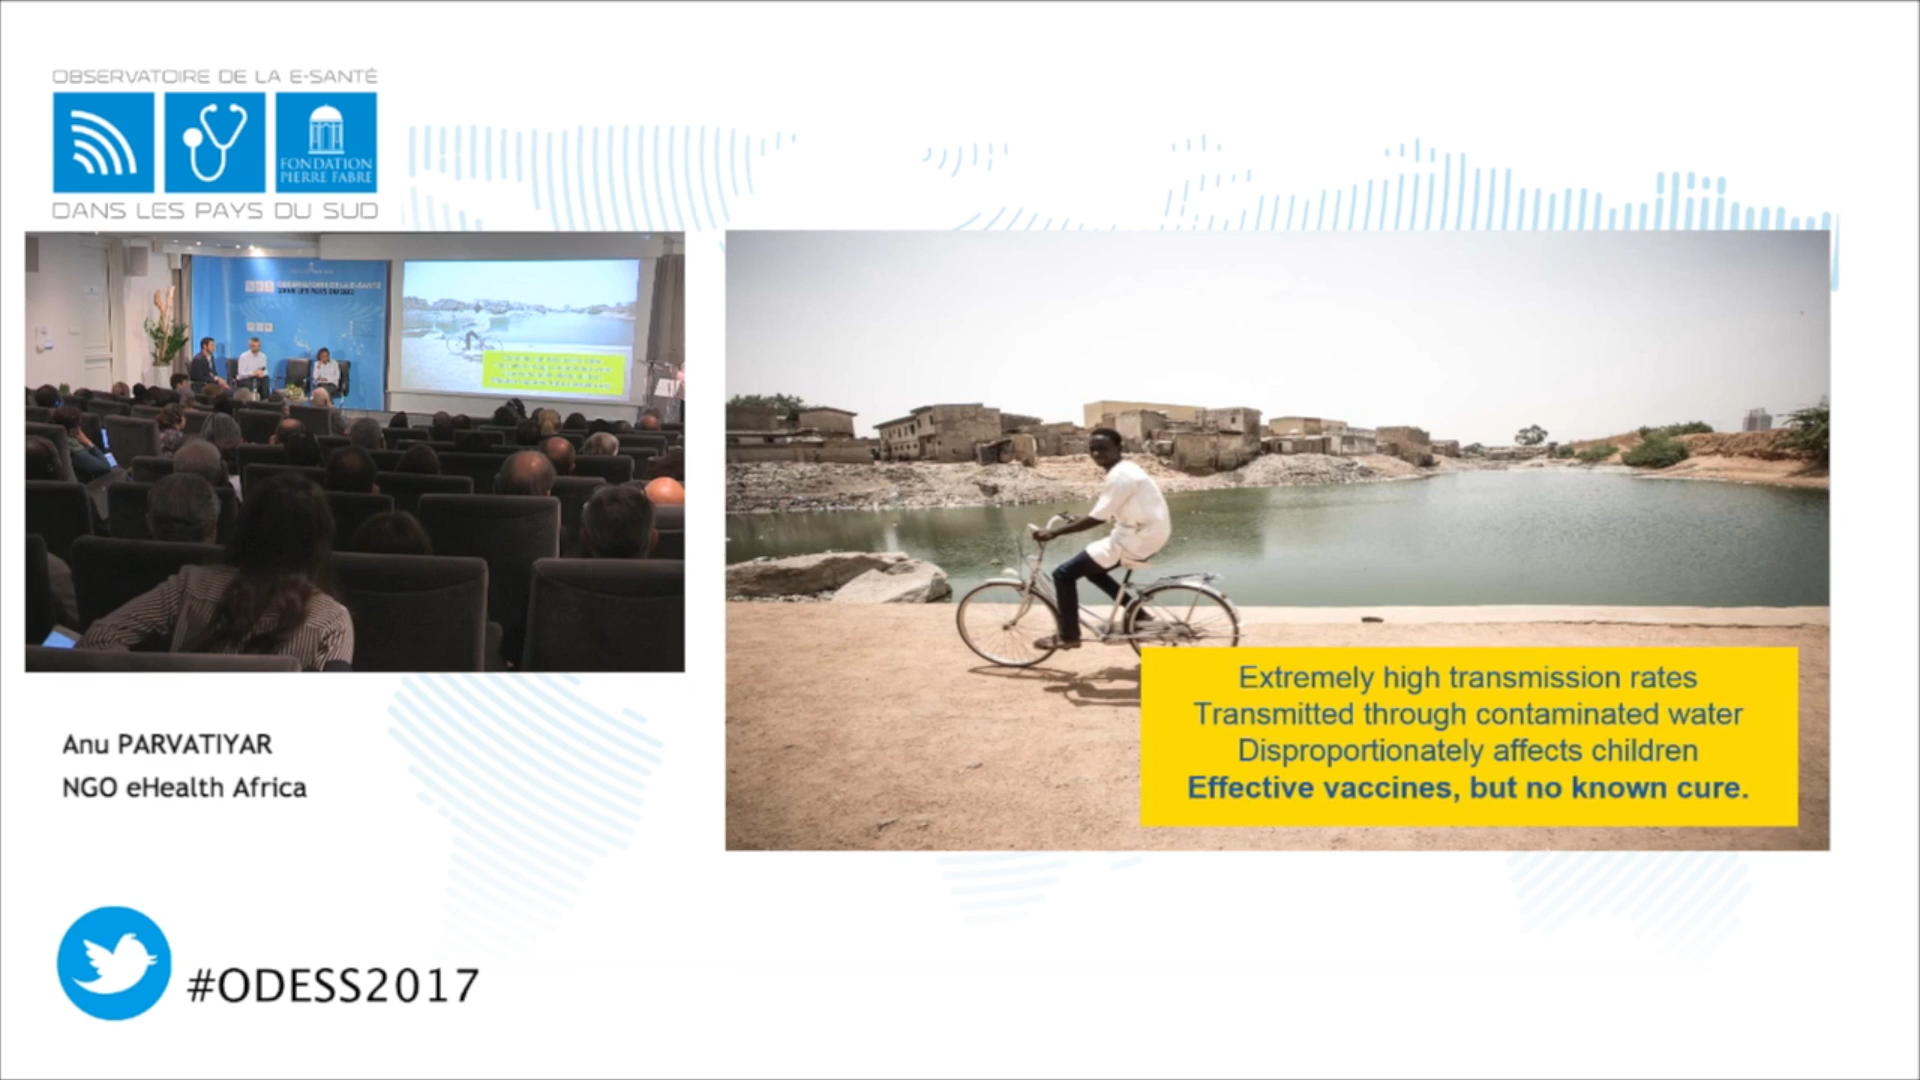 OBSERVATOIRE DE LA E-SANTÉ
FONDATION
PIERRE FABRE
DANS LES PAYS DU SUD
Extremely high transmission rates
Transmitted through contaminated water
Disproportionately affects children
Effective vaccines, but no known cure.
Anu PARVATIYAR
NGO eHealth Africa
#ODESS2017